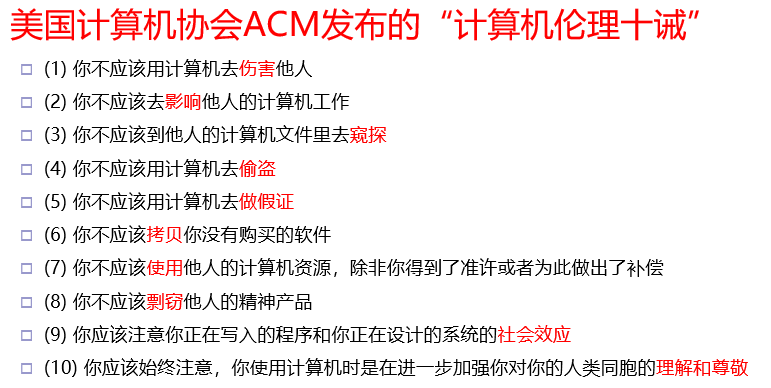 美国计算机协会ACM发布的“计算机伦理十诫”
(1) 你不应该用计算机去伤害他人
(2) 你不应该去影响他人的计算机工作
(3) 你不应该到他人的计算机文件里去窥探
(4) 你不应该用计算机去偷盗
(5) 你不应该用计算机去做假证
(6) 你不应该拷贝你没有购买的软件
(7) 你不应该使用他人的计算机资源，除非你得到了准许或者为此做出了补偿
(8) 你不应该剽窃他人的精神产品
(9) 你应该注意你正在写入的程序和你正在设计的系统的社会效应
(10) 你应该始终注意，你使用计算机时是在进一步加强你对你的人类同胞的理解和尊敬